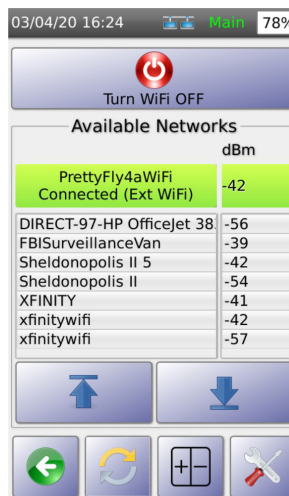 03/04/20 16:24 Main 78%
Turn WiFi OFF
Available Networks
dBm
PrettyFly4aWiFi
Connected (Ext WiFi) -42
DIRECT-97-HP OfficeJet 38 -56
FBISurveillanceVan -39
Sheldonopolis II 5 -42
Sheldonopolis II -54
XFINITY -41
xfinitywifi -42
xfinitywifi -57